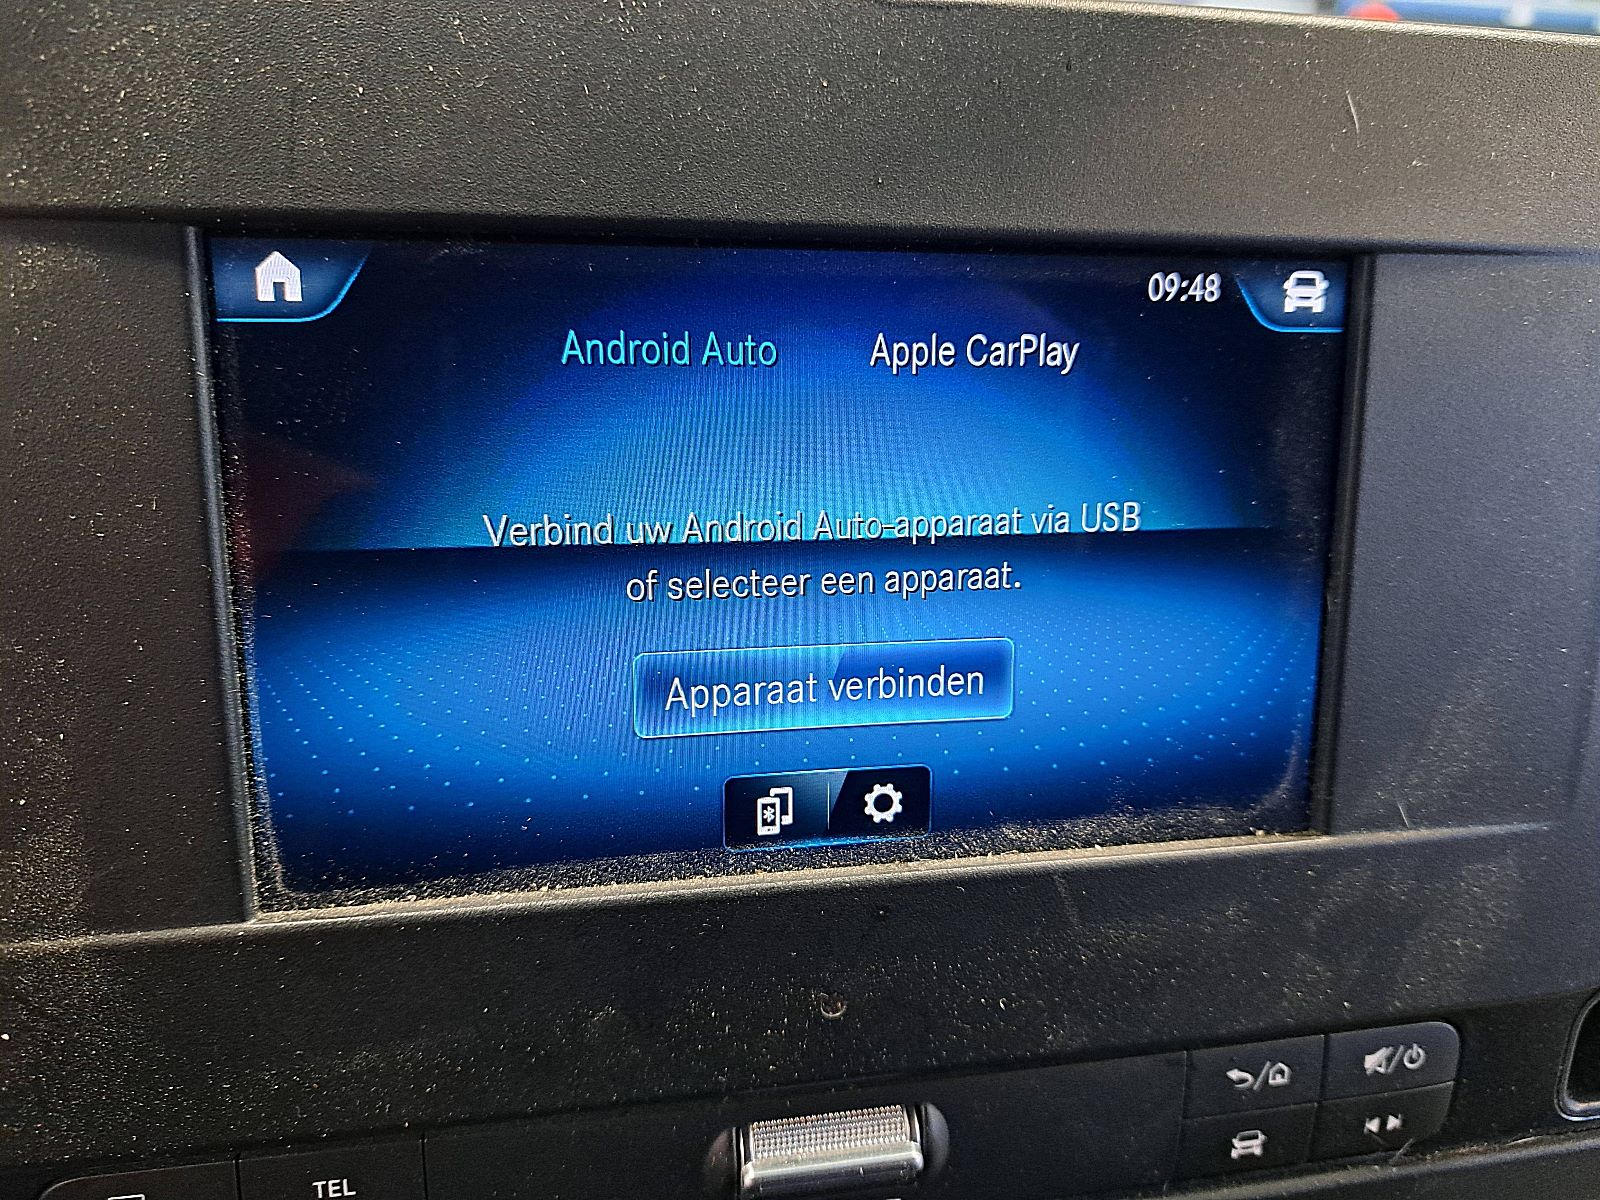 09:48
Android Auto
Apple CarPlay
Verbind uw Android Auto-apparaat via USB
of selecteer een apparaat.
Apparaat verbinden
TEL